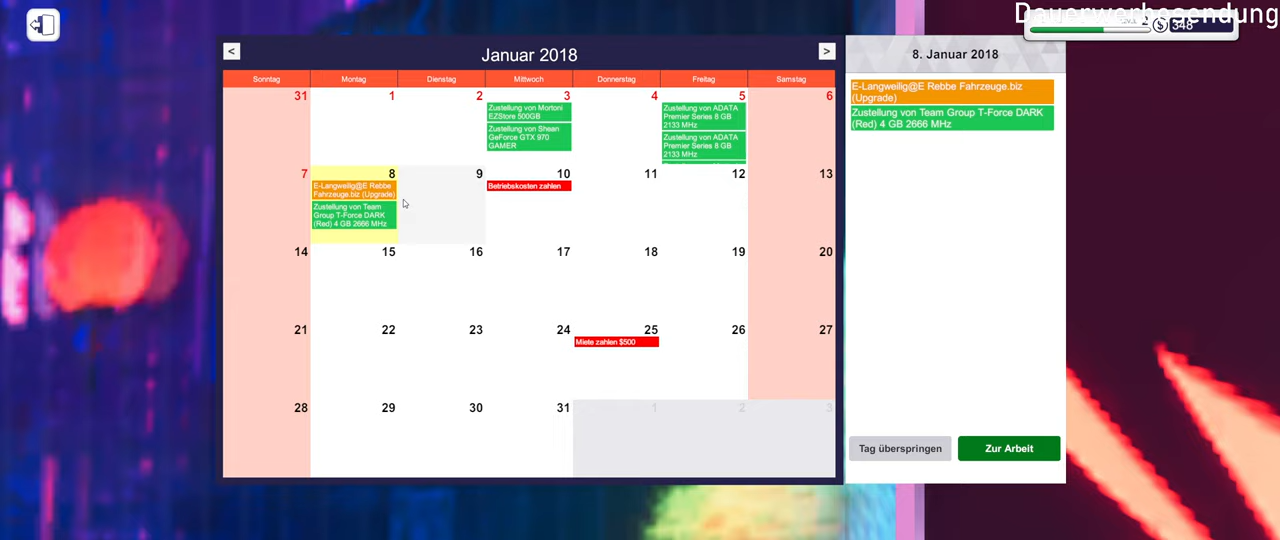 Dauerwerbesendung
2
348
<
Januar 2018
>
8. Januar 2018
Sonntag
Montag
Dienstag
Mittwoch
Donnerstag
Freitag
Samstag
31
1
2
3
4
5
6
Zustellung von Mortoni
EZStore 500GB
Zustellung von Shean
GeForce GTX 970
GAMER
Zustellung von ADATA
Premier Series 8 GB
2133 MHz
Zustellung von ADATA
Premier Series 8 GB
2133 MHz
7
8
9
10
11
12
13
E-Langweilig@E Rebbe
Fahrzeuge.biz (Upgrade)
Zustellung von Team
Group T-Force DARK
(Red) 4 GB 2666 MHz
Betriebskosten zahlen
14
15
16
17
18
19
20
21
22
23
24
25
26
27
Miete zahlen $500
28
29
30
31
1
2
3
E-Langweilig@E Rebbe Fahrzeuge.biz
(Upgrade)
Zustellung von Team Group T-Force DARK
(Red) 4 GB 2666 MHz
Tag überspringen
Zur Arbeit